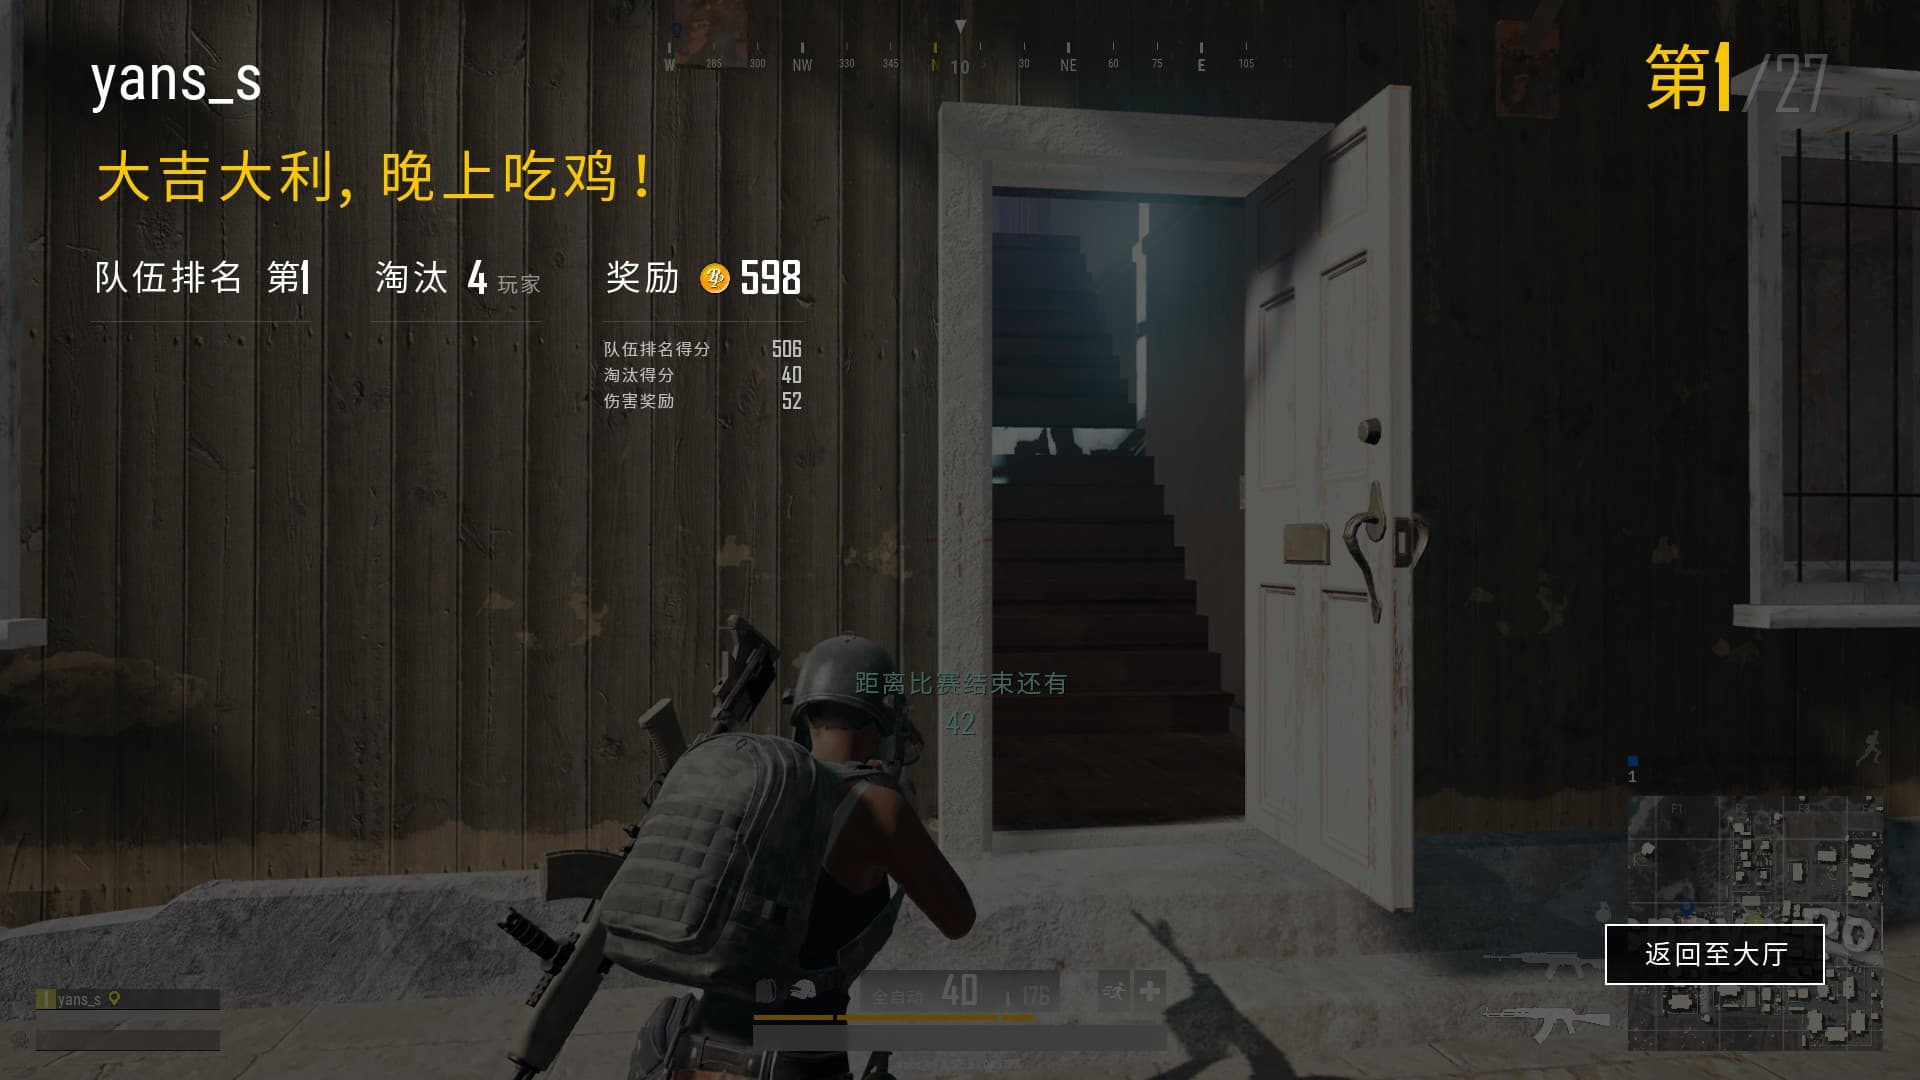 W 285 300 NW 330 345 N 10 30 NE 60 75 E 105
yans_s
第1/27
大吉大利, 晚上吃鸡!
队伍排名 第1
淘汰 4 玩家
奖励 598
队伍排名得分 506
淘汰得分 40
伤害奖励 52
距离比赛结束还有
42
1
F1
返回至大厅
1 yans_s
全自动 40 176